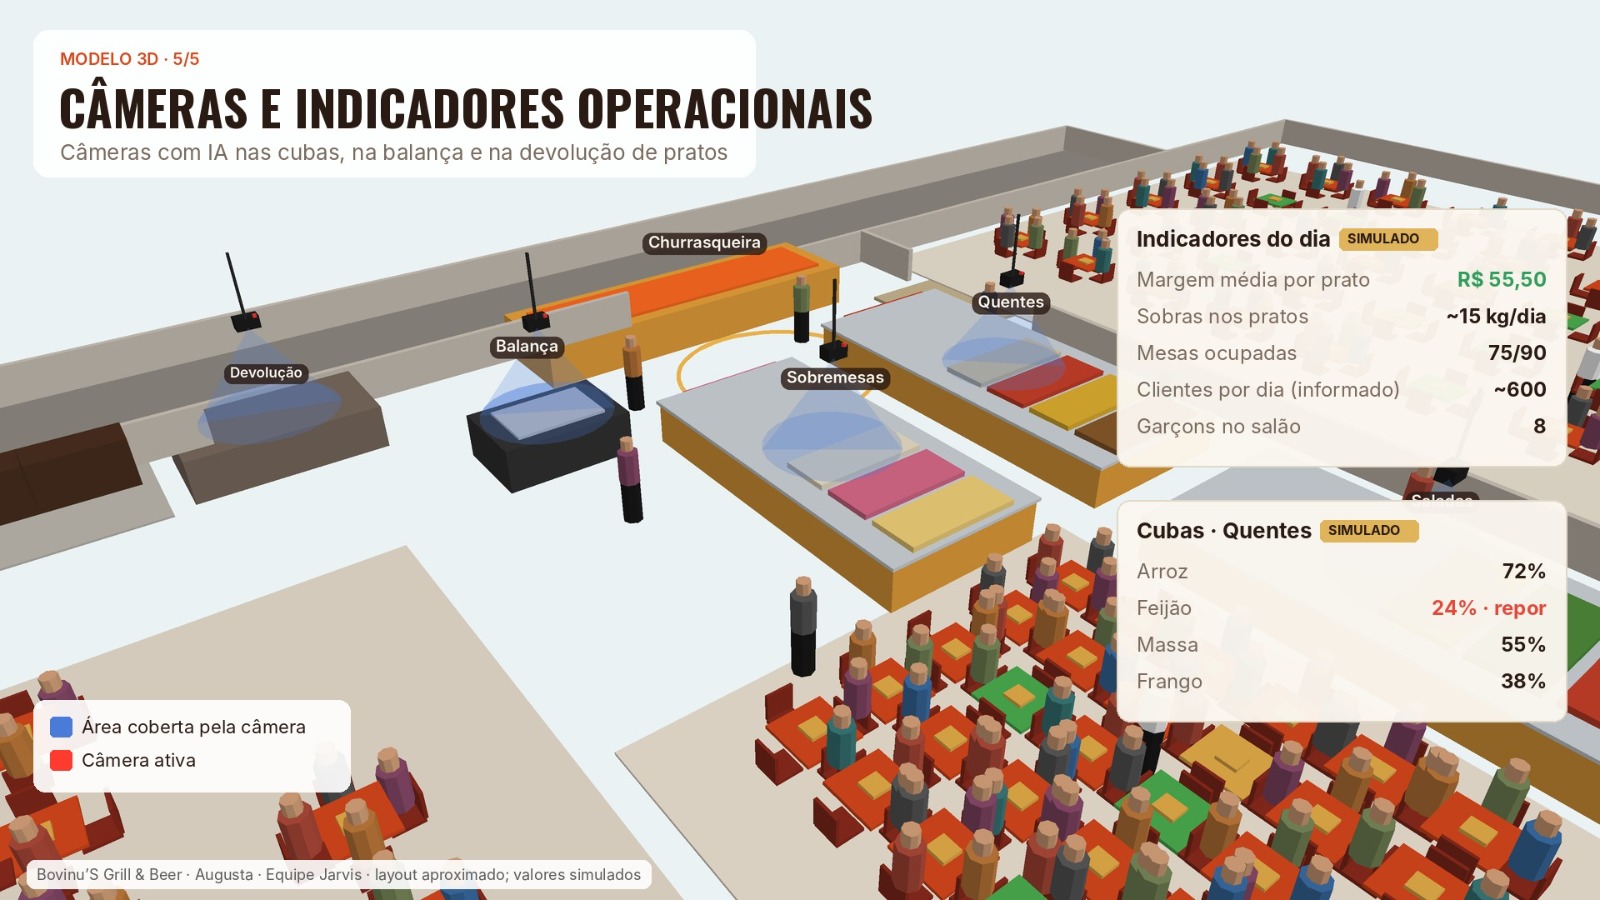 MODELO 3D · 5/5
CÂMERAS E INDICADORES OPERACIONAIS
Câmeras com IA nas cubas, na balança e na devolução de pratos
Churrasqueira
Quentes
Balança
Devolução
Sobremesas
Indicadores do dia SIMULADO
Margem média por prato R$ 55,50
Sobras nos pratos ~15 kg/dia
Mesas ocupadas 75/90
Clientes por dia (informado) ~600
Garçons no salão 8
Saladas
Cubas · Quentes SIMULADO
Arroz 72%
Feijão 24% · repor
Massa 55%
Frango 38%
Área coberta pela câmera
Câmera ativa
Bovinu'S Grill & Beer · Augusta · Equipe Jarvis · layout aproximado; valores simulados